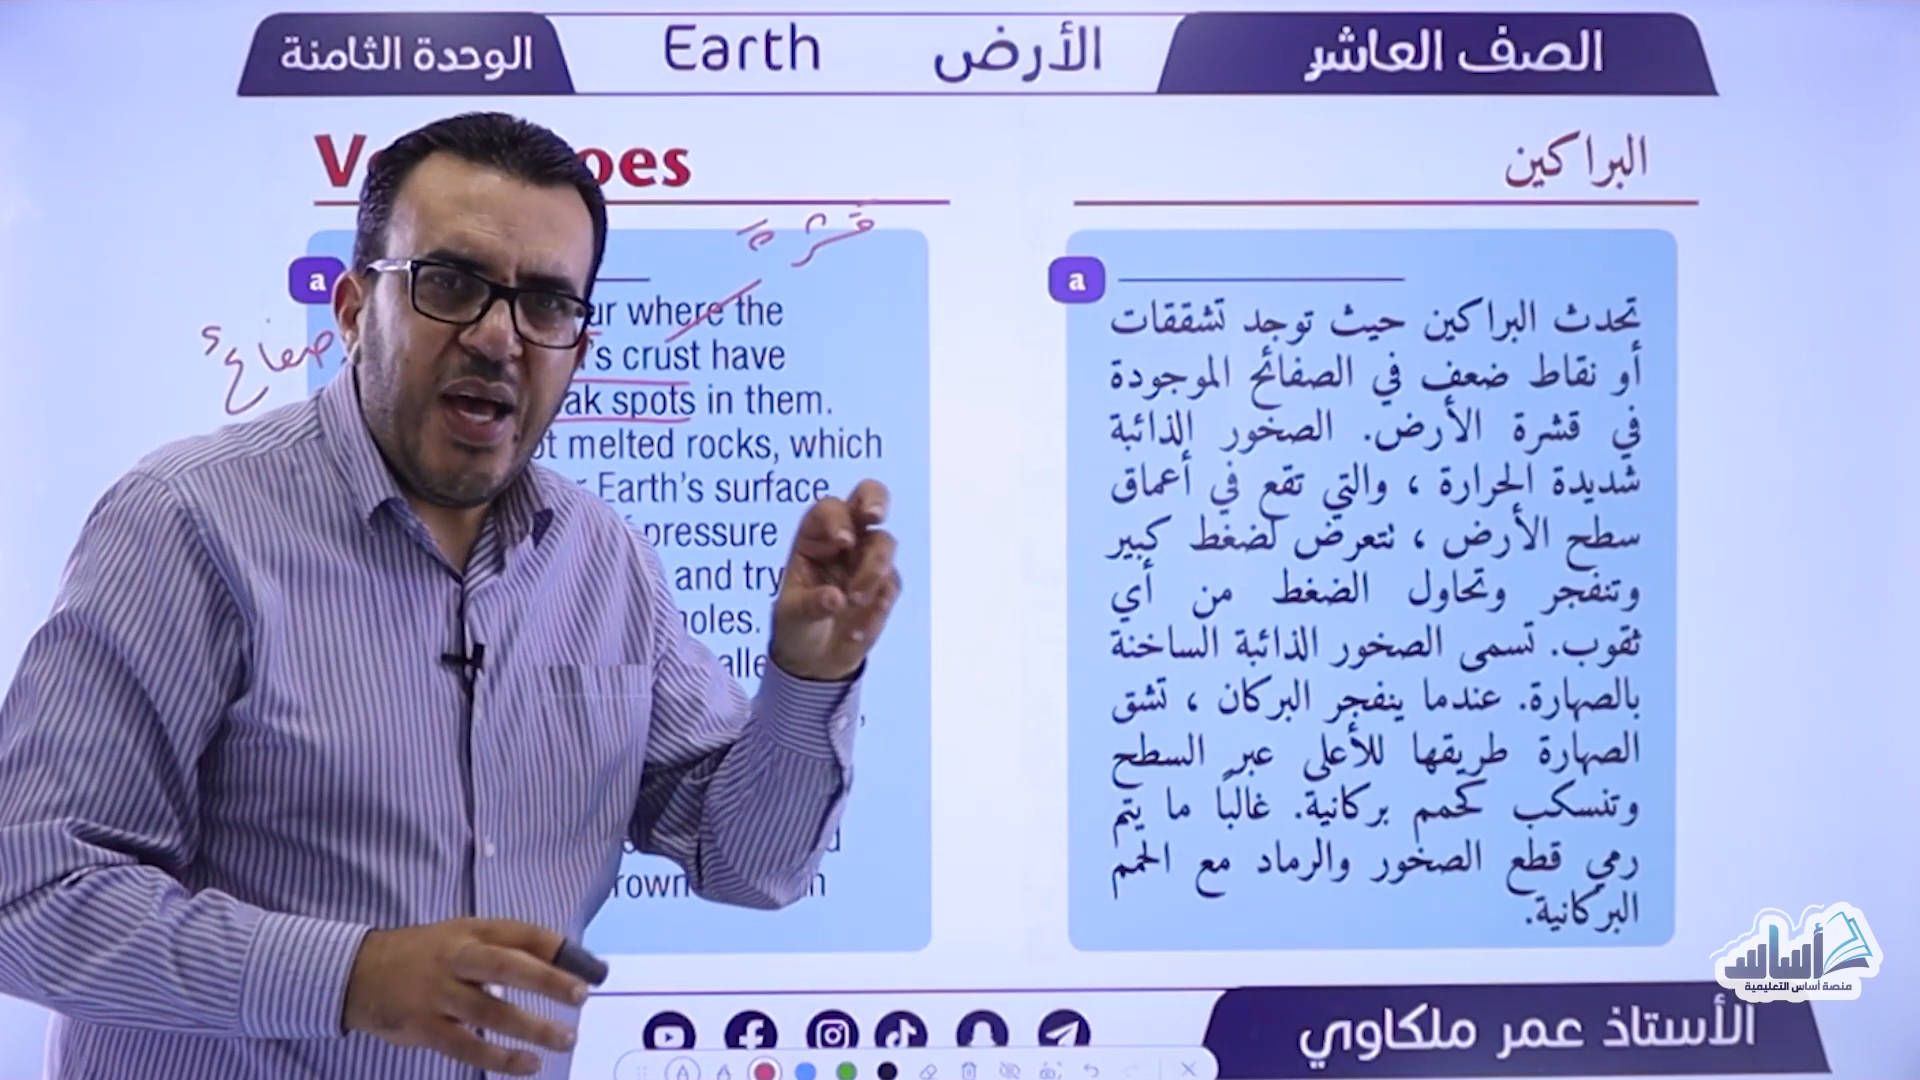 الصف العاشر
الأرض Earth
الوحدة الثامنة
oes
البراكين
قشرة
صفائح
a
where the
's crust have
ak spots in them.
melted rocks, which
Earth's surface
pressure
and try
holes.
a
تحدث البراكين حيث توجد تشققات
أو نقاط ضعف في الصفائح الموجودة
في قشرة الأرض. الصخور الذائبة
شديدة الحرارة ، والتي تقع في أعماق
سطح الأرض ، تتعرض لضغط كبير
وتنفجر وتحاول الضغط من أي
ثقوب. تسمى الصخور الذائبة الساخنة
بالصهارة. عندما ينفجر البركان ، تشق
الصهارة طريقها للأعلى عبر السطح
وتنسكب كحمم بركانية. غالبًا ما يتم
رمي قطع الصخور والرماد مع الحمم
البركانية.
أساس
منصة أساس التعليمية
الأستاذ عمر ملكاوي